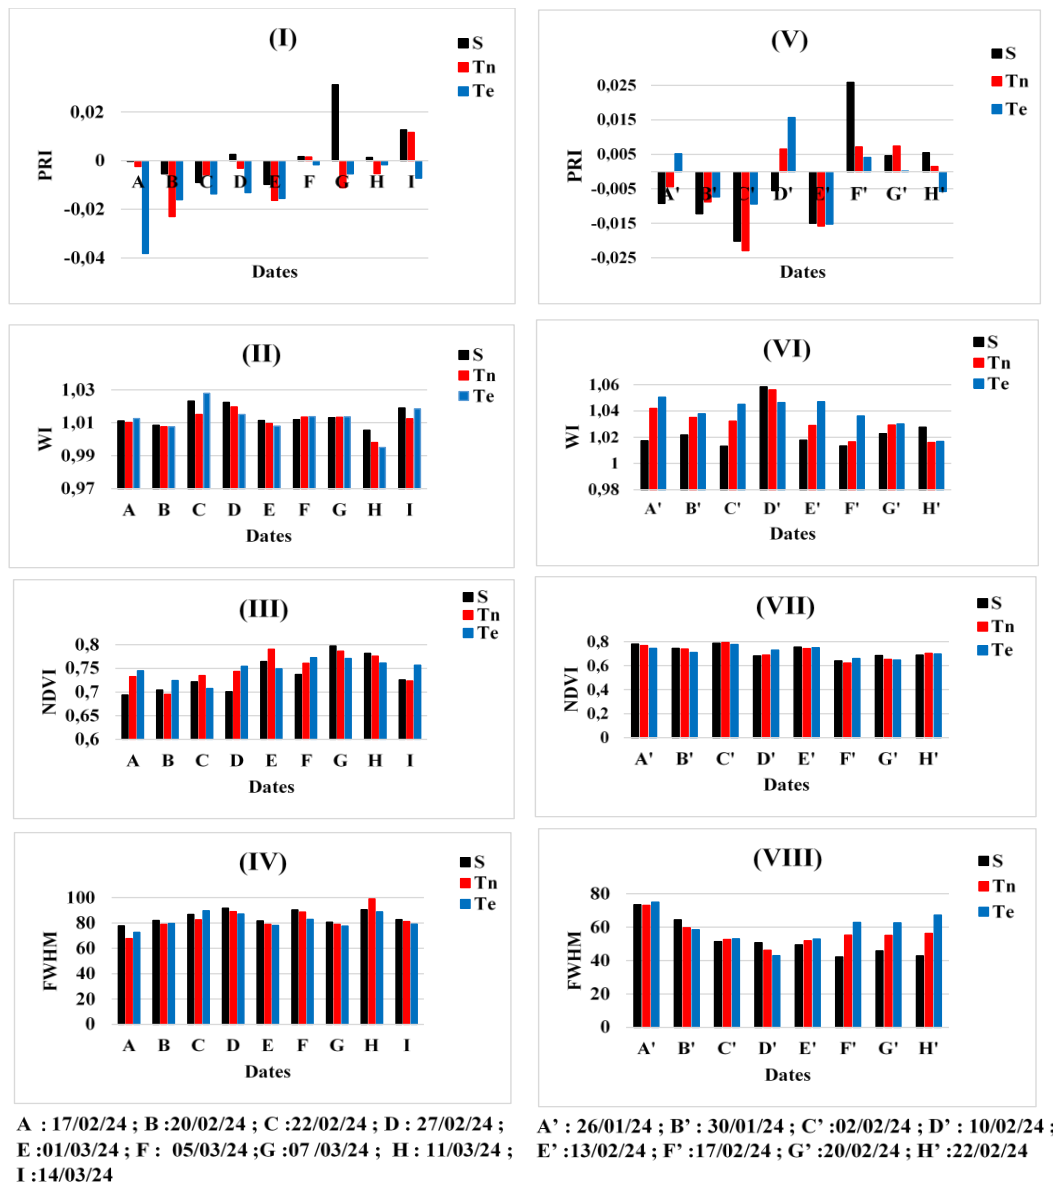 (I)
S
Tn
Te
0,02
0
-0,02
-0,04
PRI
A B C D E F G H I
Dates
(V)
S
Tn
Te
0,025
0,015
0,005
-0,005
-0,015
-0,025
PRI
A' B' C' D' E' F' G' H'
Dates
(II)
S
Tn
Te
1,03
1,01
0,99
0,97
WI
A B C D E F G H I
Dates
(VI)
S
Tn
Te
1,06
1,04
1,02
1
0,98
WI
A' B' C' D' E' F' G' H'
Dates
(III)
S
Tn
Te
0,8
0,75
0,7
0,65
0,6
NDVI
A B C D E F G H I
Dates
(VII)
S
Tn
Te
0,8
0,6
0,4
0,2
0
NDVI
A' B' C' D' E' F' G' H'
Dates
(IV)
S
Tn
Te
100
80
60
40
20
0
FWHM
A B C D E F G H I
Dates
(VIII)
S
Tn
Te
80
60
40
20
0
FWHM
A' B' C' D' E' F' G' H'
Dates
A : 17/02/24 ; B :20/02/24 ; C :22/02/24 ; D : 27/02/24 ;
E :01/03/24 ; F : 05/03/24 ;G :07 /03/24 ; H : 11/03/24 ;
I :14/03/24
A’ : 26/01/24 ; B’ : 30/01/24 ; C’ :02/02/24 ; D’ : 10/02/24 ;
E’ :13/02/24 ; F’ : 17/02/24 ; G’ :20/02/24 ; H’ :22/02/24